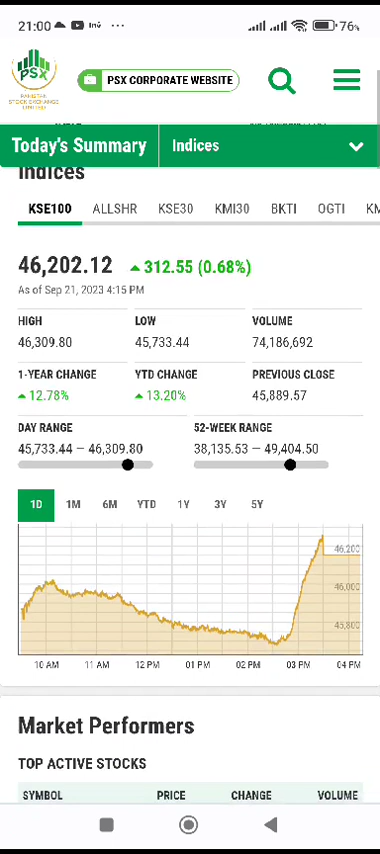 21:00 ... 76%
PSX
PAKISTAN
STOCK EXCHANGE
LIMITED
PSX CORPORATE WEBSITE
Today's Summary Indices
Indices
KSE100 ALLSHR KSE30 KMI30 BKTI OGTI KM
46,202.12 ▲ 312.55 (0.68%)
As of Sep 21, 2023 4:15 PM
HIGH LOW VOLUME
46,309.80 45,733.44 74,186,692
1-YEAR CHANGE YTD CHANGE PREVIOUS CLOSE
▲ 12.78% ▲ 13.20% 45,889.57
DAY RANGE 52-WEEK RANGE
45,733.44 — 46,309.80 38,135.53 — 49,404.50
1D 1M 6M YTD 1Y 3Y 5Y
46,200
46,000
45,800
10 AM 11 AM 12 PM 01 PM 02 PM 03 PM 04 PM
Market Performers
TOP ACTIVE STOCKS
SYMBOL PRICE CHANGE VOLUME